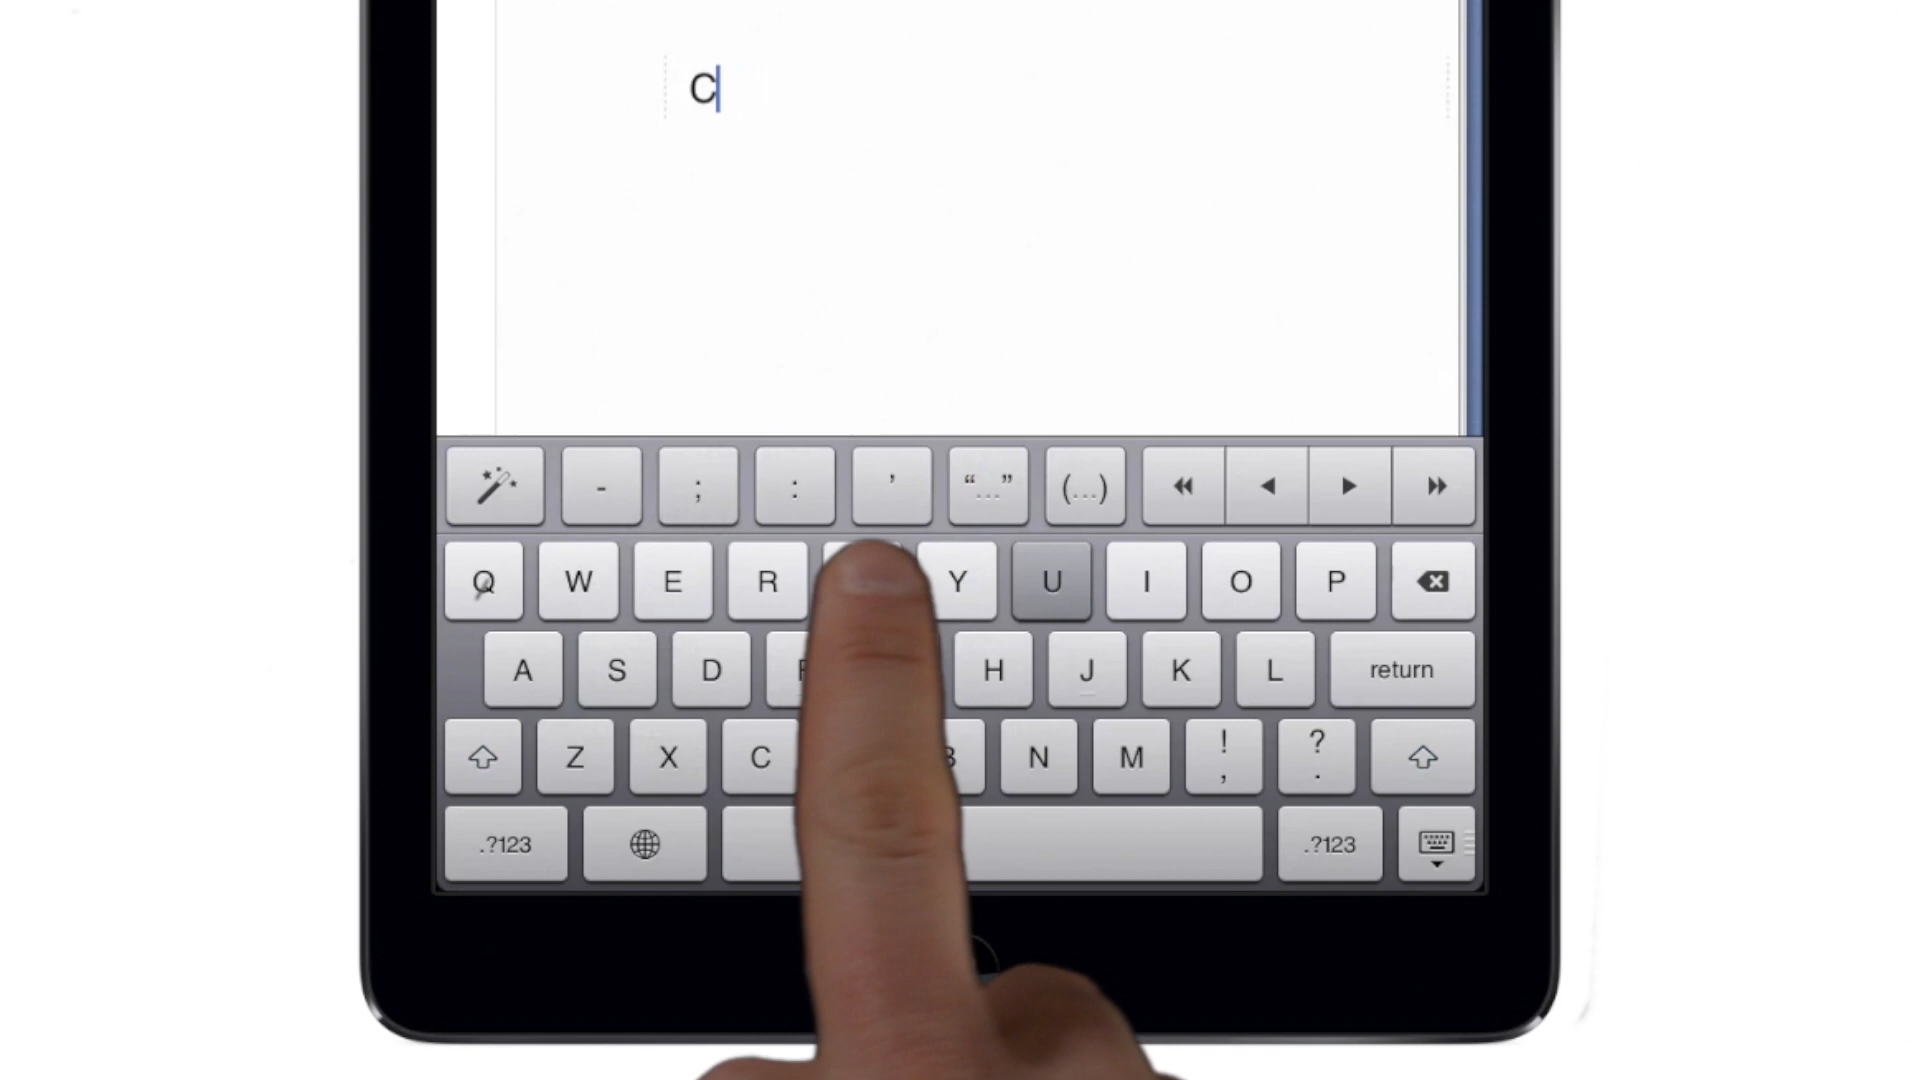 C
- ; : ’ “...” (...)
Q W E R Y U I O P
A S D F H J K L return
Z X C B N M ! , ? .
.?123 .?123